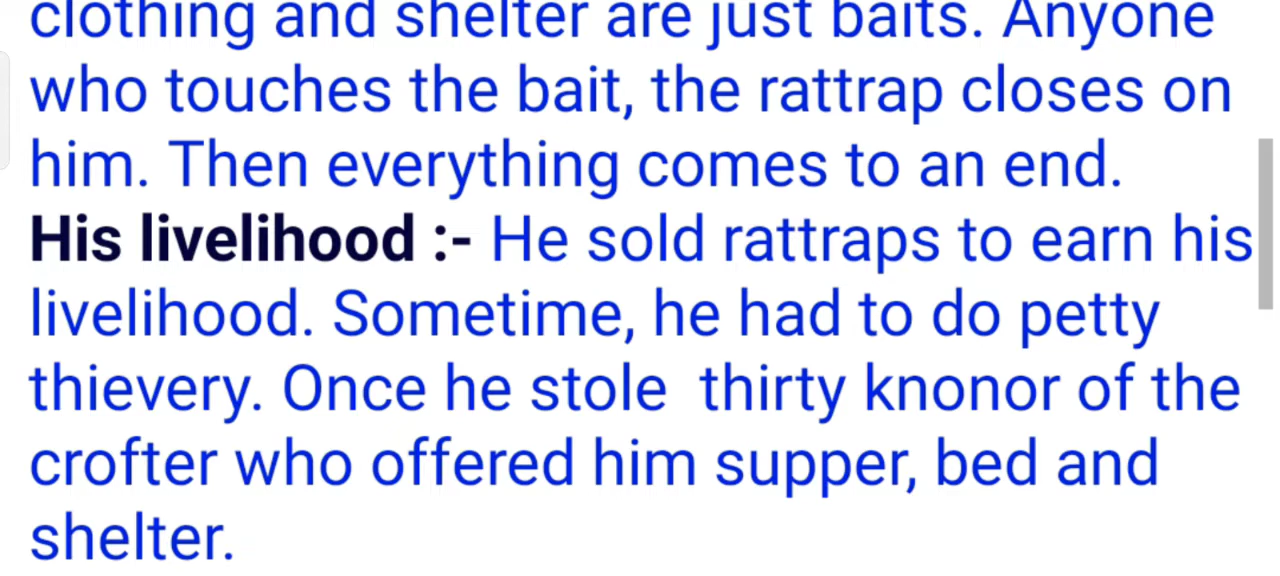 clothing and shelter are just baits. Anyone
who touches the bait, the rattrap closes on
him. Then everything comes to an end.
His livelihood :- He sold rattraps to earn his
livelihood. Sometime, he had to do petty
thievery. Once he stole  thirty knonor of the
crofter who offered him supper, bed and
shelter.